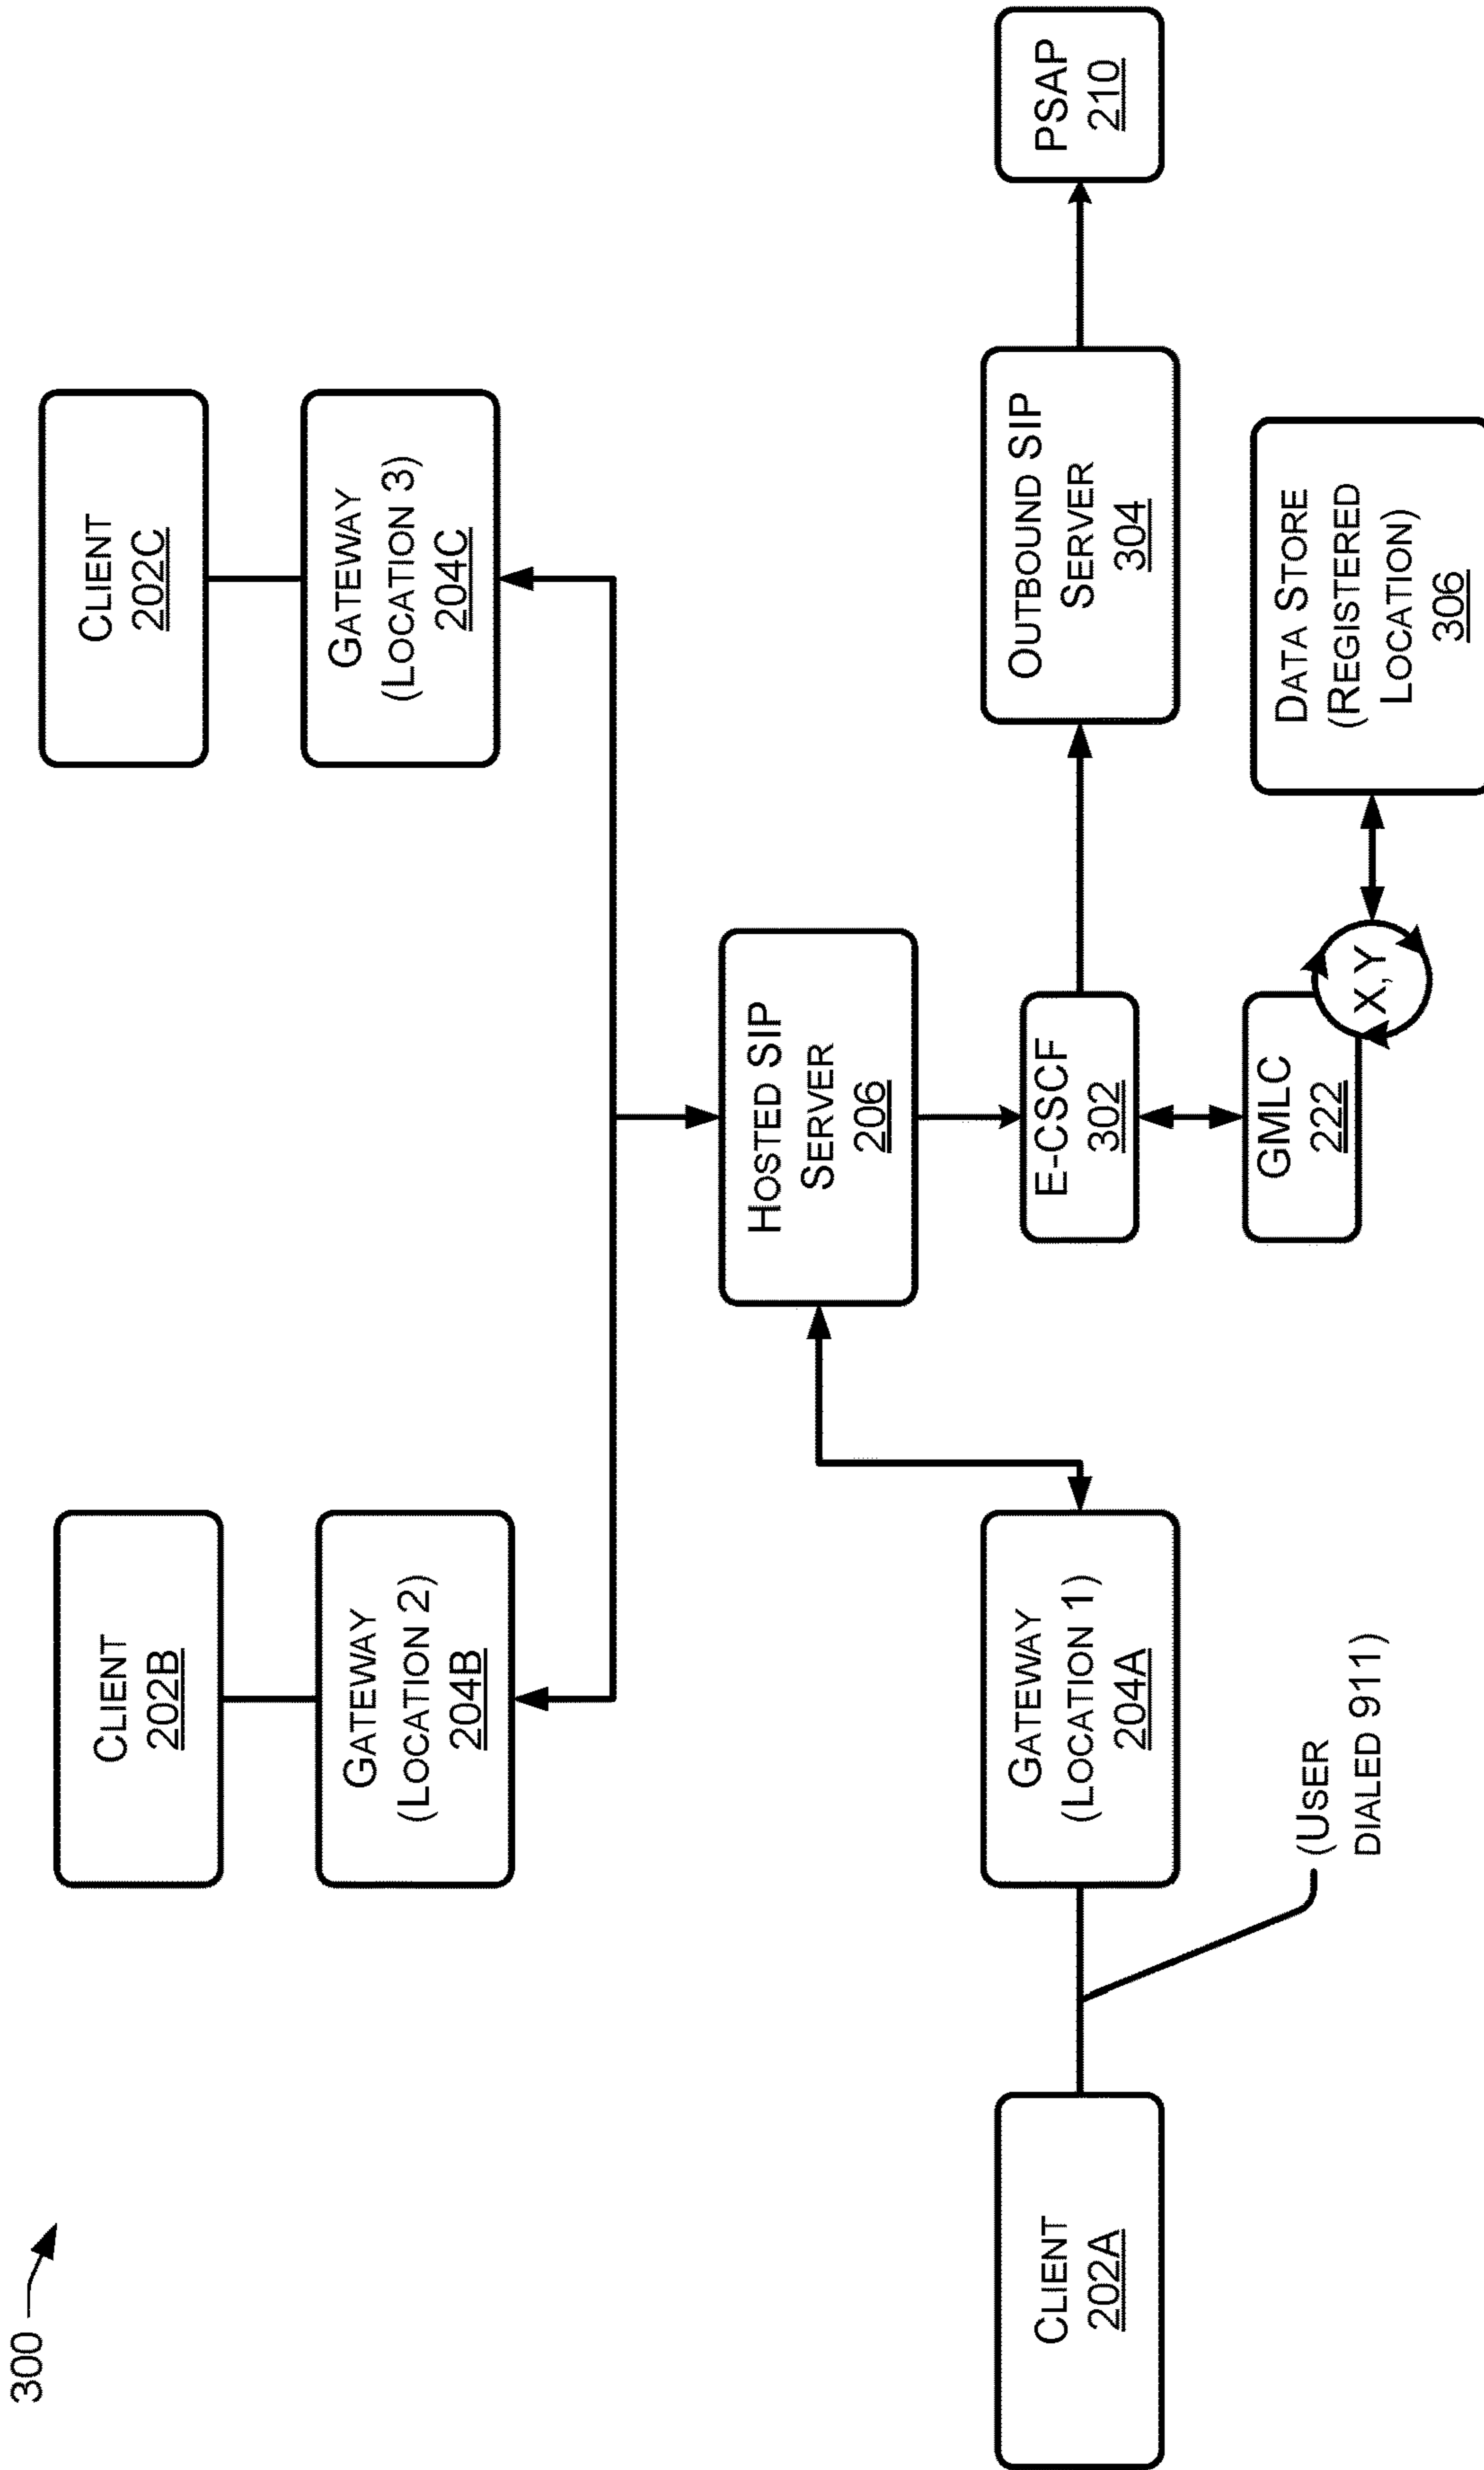 300
CLIENT
202B
CLIENT
202C
GATEWAY
(LOCATION 2)
204B
GATEWAY
(LOCATION 3)
204C
HOSTED SIP
SERVER
206
CLIENT
202A
GATEWAY
(LOCATION 1)
204A
E-CSCF
302
OUTBOUND SIP
SERVER
304
PSAP
210
(USER
DIALED 911)
GMLC
222
X,Y
DATA STORE
(REGISTERED
LOCATION)
306